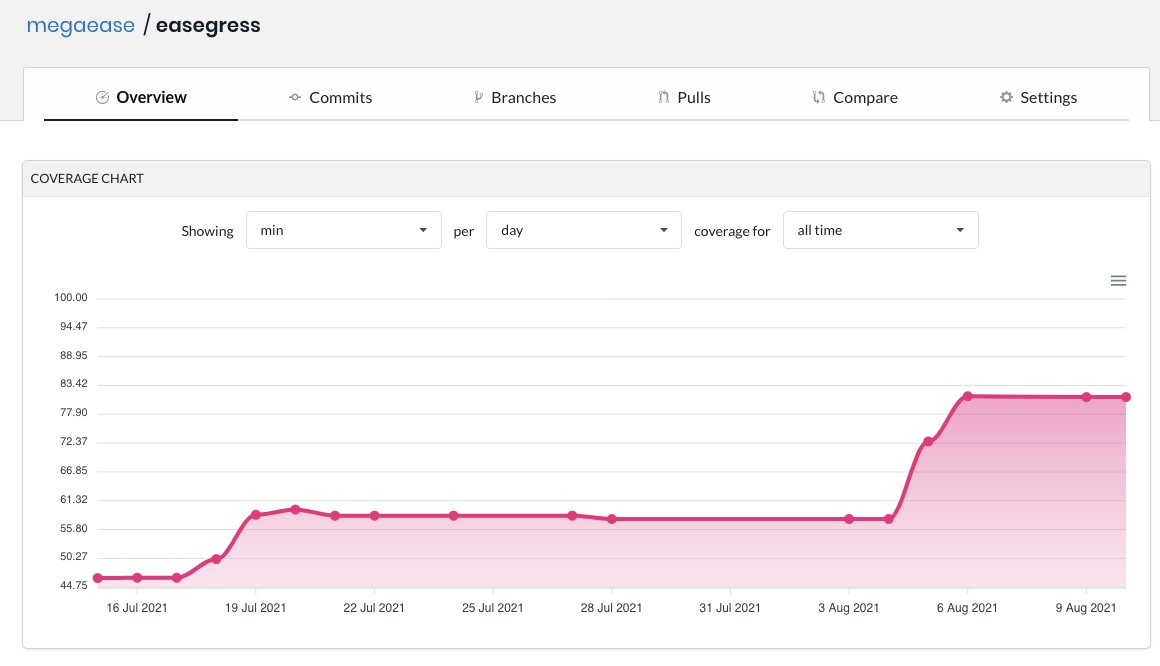 megaease / easegress
Overview Commits Branches Pulls Compare Settings
COVERAGE CHART
Showing min per day coverage for all time
100.00
94.47
88.95
83.42
77.90
72.37
66.85
61.32
55.80
50.27
44.75
16 Jul 2021 19 Jul 2021 22 Jul 2021 25 Jul 2021 28 Jul 2021 31 Jul 2021 3 Aug 2021 6 Aug 2021 9 Aug 2021